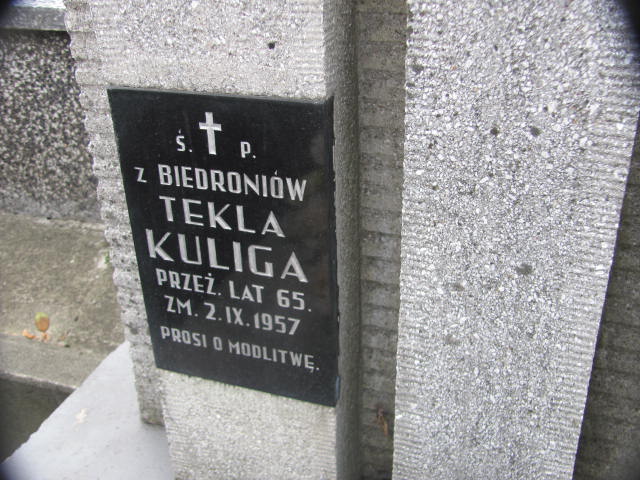 Ś. P.
Z BIEDRONIÓW
TEKLA
KULIGA
PRZEŻ. LAT 65.
ZM. 2.IX.1957
PROSI O MODLITWĘ.